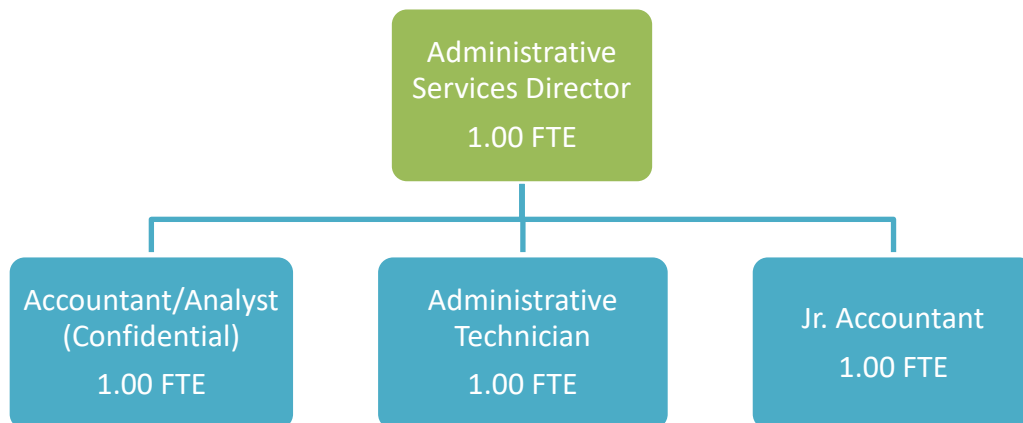 Administrative
Services Director
1.00 FTE
Accountant/Analyst
(Confidential)
1.00 FTE
Administrative
Technician
1.00 FTE
Jr. Accountant
1.00 FTE